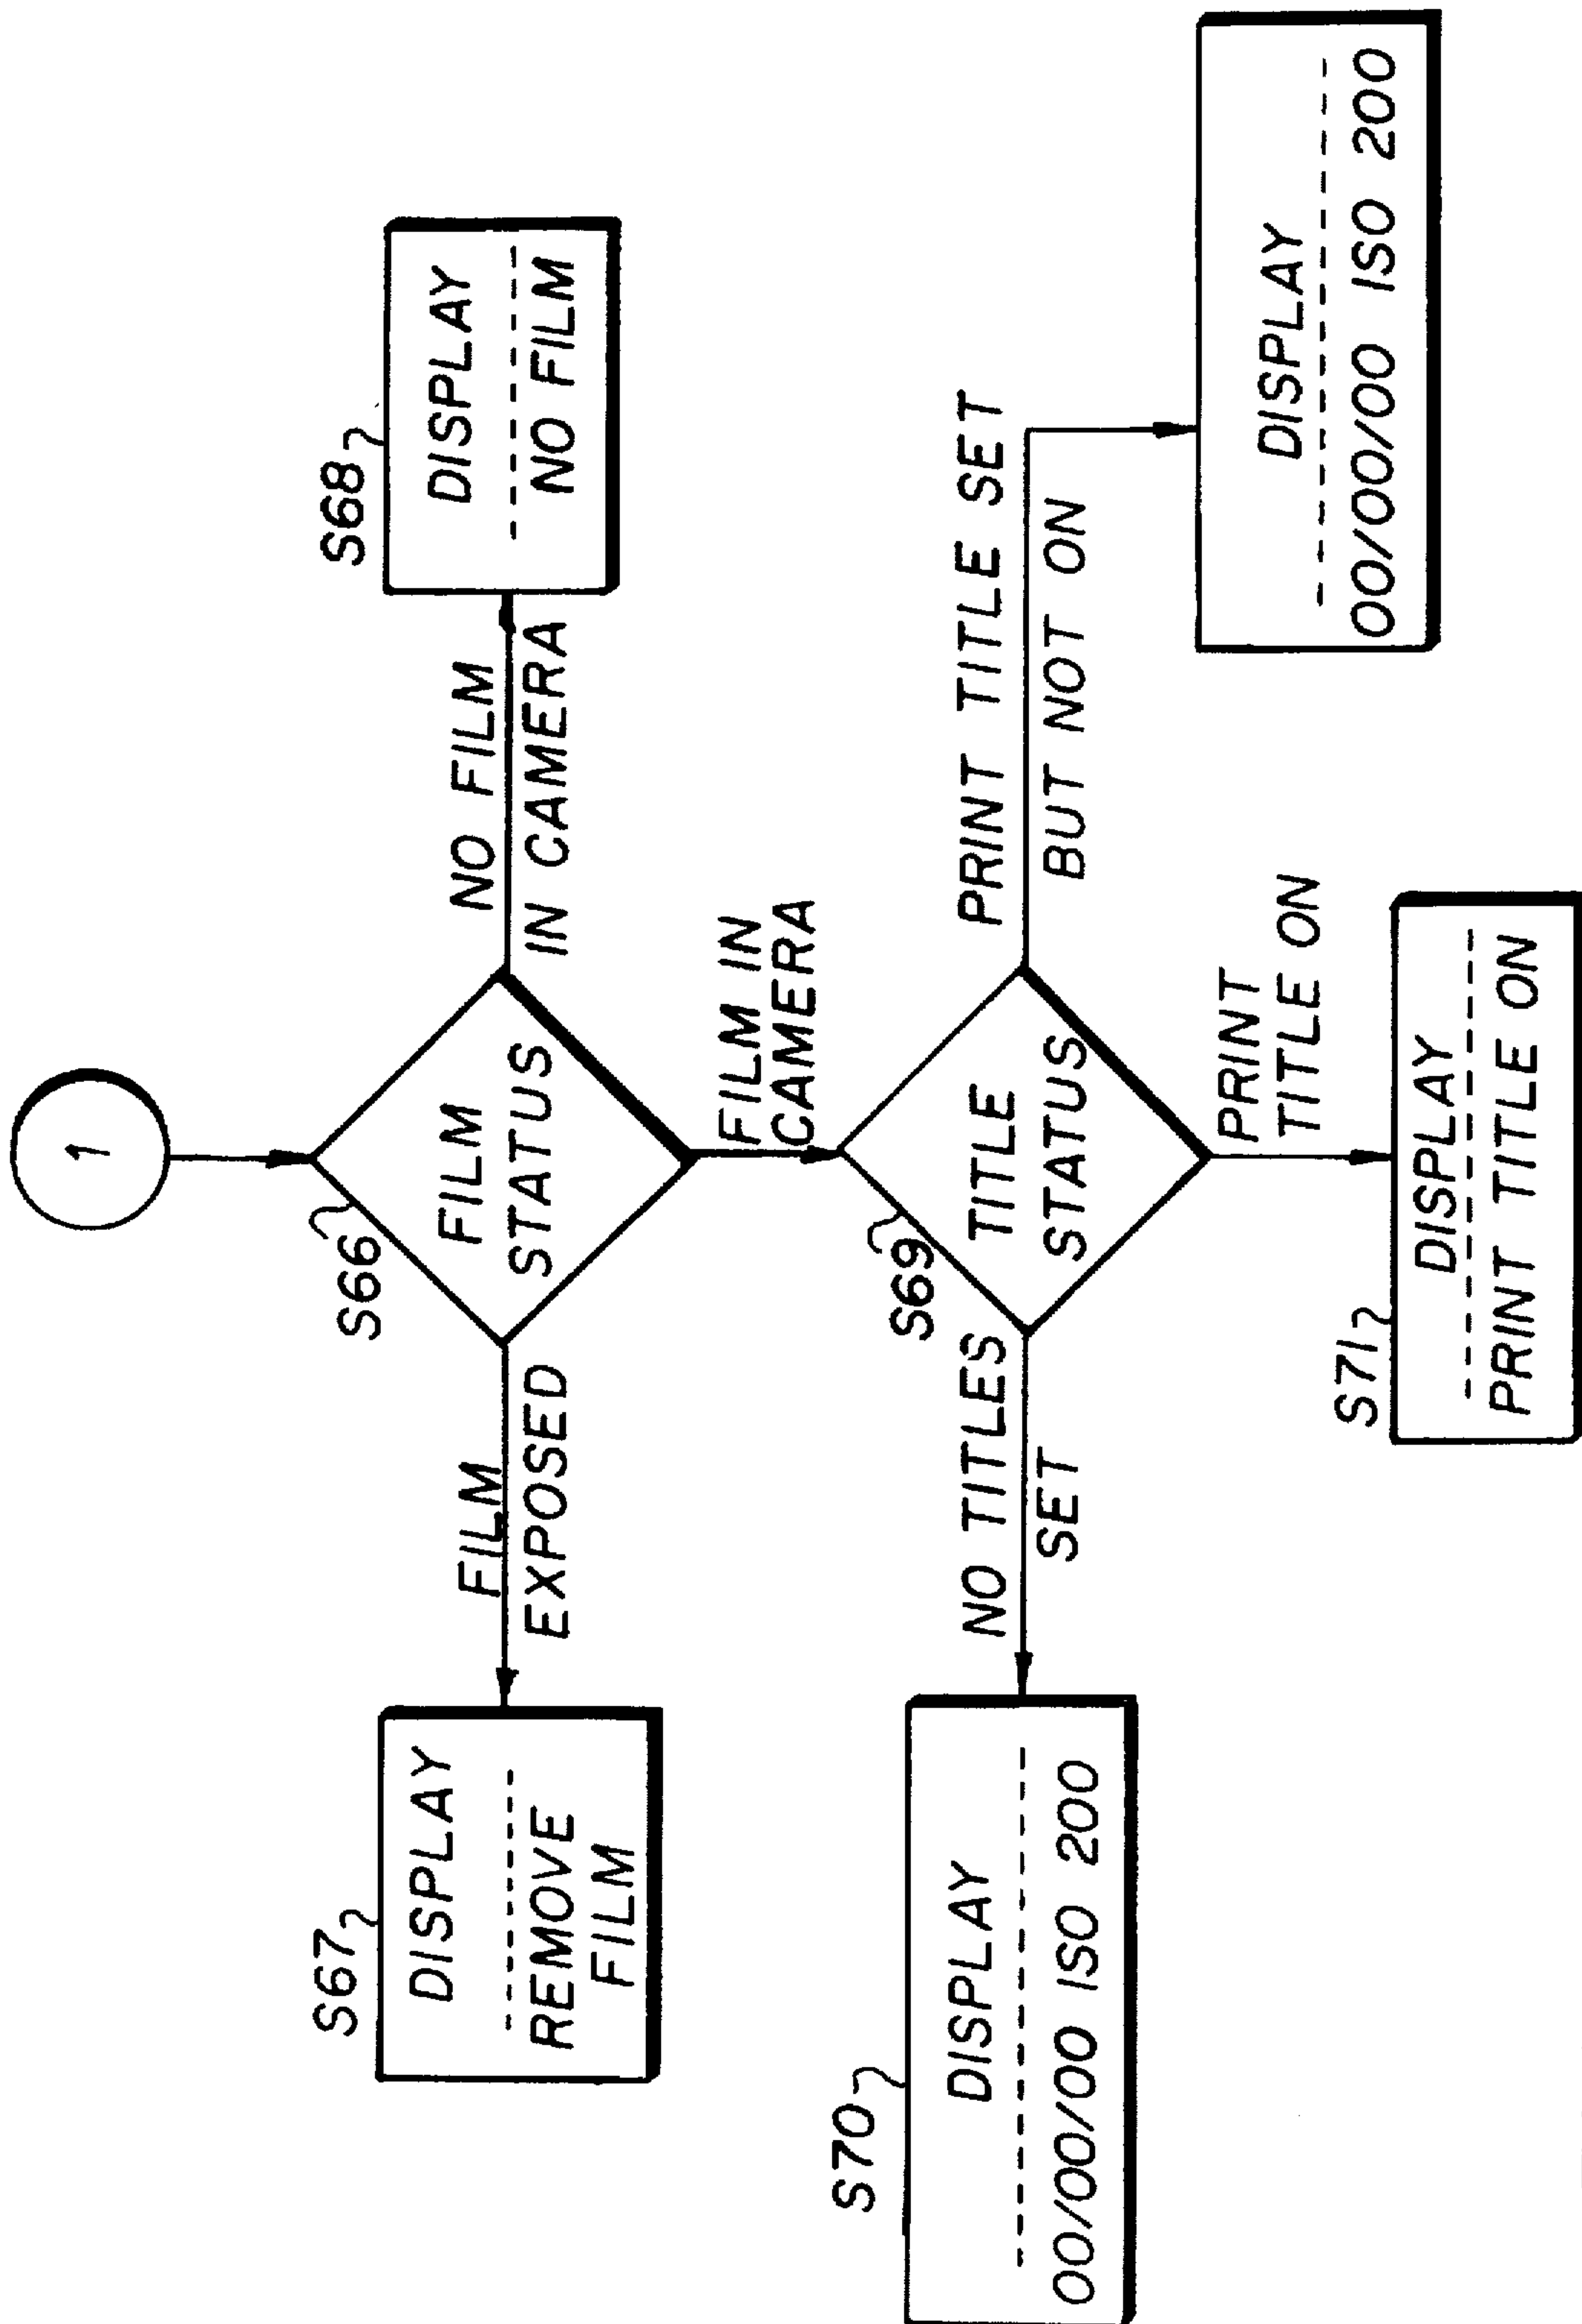 1
S66
FILM
STATUS
FILM
EXPOSED
S67
DISPLAY
REMOVE
FILM
NO FILM
IN CAMERA
S68
DISPLAY
NO FILM
FILM IN
CAMERA
S69
TITLE
STATUS
NO TITLES
SET
S70
DISPLAY
00/00/00 ISO 200
PRINT
TITLE ON
S71
DISPLAY
PRINT TITLE ON
PRINT TITLE SET
BUT NOT ON
DISPLAY
00/00/00 ISO 200